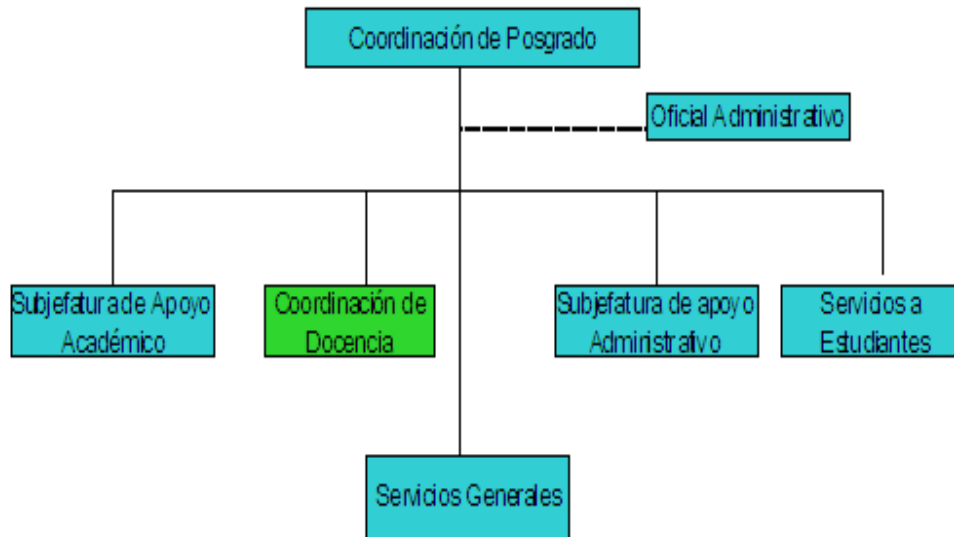 Coordinación de Posgrado
Oficial Administrativo
Subjefatura de Apoyo
Académico
Coordinación de
Docencia
Subjefatura de apoyo
Administrativo
Servicios a
Estudiantes
Servicios Generales